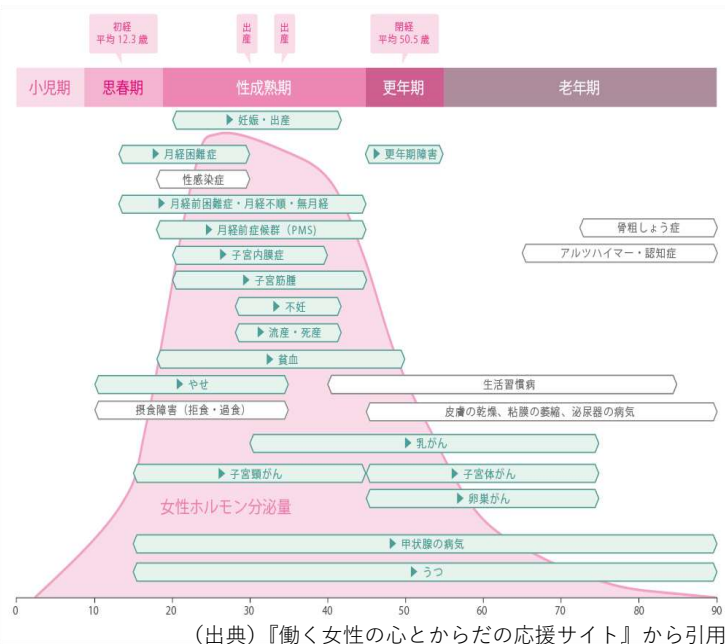 初経
平均 12.3 歳
出産
出産
閉経
平均 50.5 歳
小児期 思春期 性成熟期 更年期 老年期
▶妊娠・出産
▶月経困難症 ▶更年期障害
性感染症
▶月経前困難症・月経不順・無月経
▶月経前症候群（PMS) 骨粗しょう症
▶子宮内膜症 アルツハイマー・認知症
▶子宮筋腫
▶不妊
▶流産・死産
▶貧血
▶やせ 生活習慣病
摂食障害（拒食・過食） 皮膚の乾燥、粘膜の萎縮、泌尿器の病気
▶乳がん
▶子宮頸がん ▶子宮体がん
▶卵巣がん
女性ホルモン分泌量
▶甲状腺の病気
▶うつ
0 10 20 30 40 50 60 70 80 90
（出典）『働く女性の心とからだの応援サイト』から引用